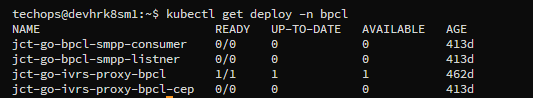 techops@devhrk8sm1:~$ kubectl get deploy -n bpcl
NAME READY UP-TO-DATE AVAILABLE AGE
jct-go-bpcl-smpp-consumer 0/0 0 0 413d
jct-go-bpcl-smpp-listner 0/0 0 0 413d
jct-go-ivrs-proxy-bpcl 1/1 1 1 462d
jct-go-ivrs-proxy-bpcl-cep 0/0 0 0 413d